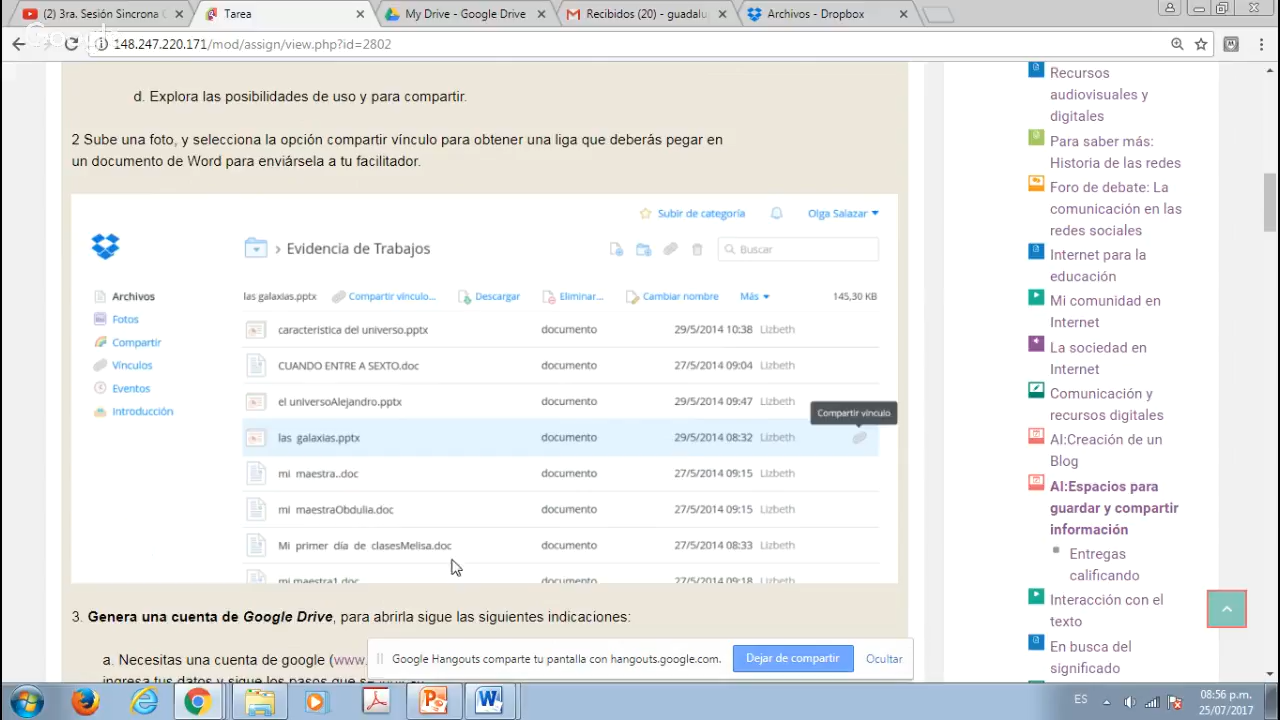 (2) 3ra. Sesión Sincrona
Tarea
My Drive - Google Drive
Recibidos (20) - guadalu
Archivos - Dropbox
Google
148.247.220.171/mod/assign/view.php?id=2802
d. Explora las posibilidades de uso y para compartir.
2 Sube una foto, y selecciona la opción compartir vínculo para obtener una liga que deberás pegar en
un documento de Word para enviársela a tu facilitador.
Subir de categoría
Olga Salazar
Evidencia de Trabajos
Buscar
Archivos
Fotos
Compartir
Vínculos
Eventos
Introducción
las galaxias.pptx Compartir vínculo... Descargar Eliminar... Cambiar nombre Más 145,30 KB
caracteristica del universo.pptx documento 29/5/2014 10:38 Lizbeth
CUANDO ENTRE A SEXTO.doc documento 27/5/2014 09:04 Lizbeth
el universoAlejandro.pptx documento 29/5/2014 09:47 Lizbeth
Compartir vínculo
las galaxias.pptx documento 29/5/2014 08:32 Lizbeth
mi maestra..doc documento 27/5/2014 09:15 Lizbeth
mi maestraObdulia.doc documento 27/5/2014 09:15 Lizbeth
Mi primer día de clasesMelisa.doc documento 27/5/2014 08:33 Lizbeth
mi maestra1.doc documento 27/5/2014 09:18 Lizbeth
3. Genera una cuenta de Google Drive, para abrirla sigue las siguientes indicaciones:
a. Necesitas una cuenta de google (www.
Google Hangouts comparte tu pantalla con hangouts.google.com.
Dejar de compartir
Ocultar
Recursos
audiovisuales y
digitales
Para saber más:
Historia de las redes
Foro de debate: La
comunicación en las
redes sociales
Internet para la
educación
Mi comunidad en
Internet
La sociedad en
Internet
Comunicación y
recursos digitales
AI:Creación de un
Blog
AI:Espacios para
guardar y compartir
información
Entregas
calificando
Interacción con el
texto
En busca del
significado
ES
08:56 p.m.
25/07/2017